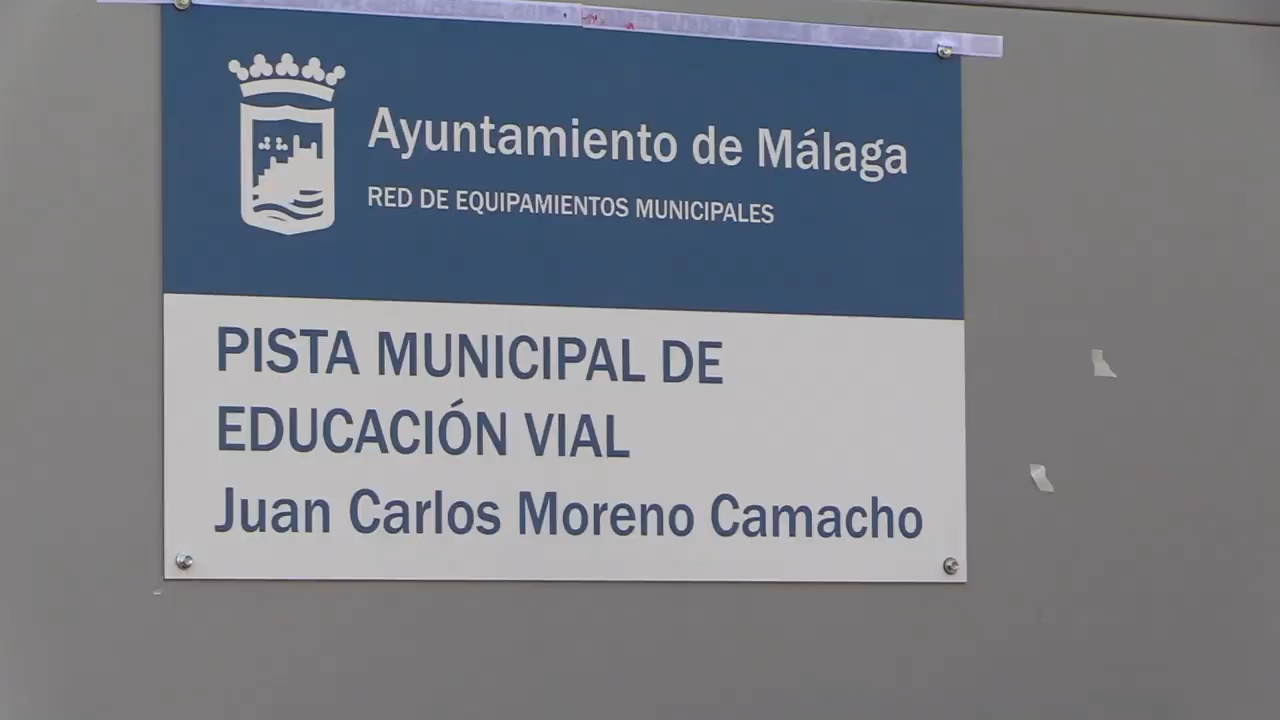 Ayuntamiento de Málaga
RED DE EQUIPAMIENTOS MUNICIPALES
PISTA MUNICIPAL DE
EDUCACIÓN VIAL
Juan Carlos Moreno Camacho